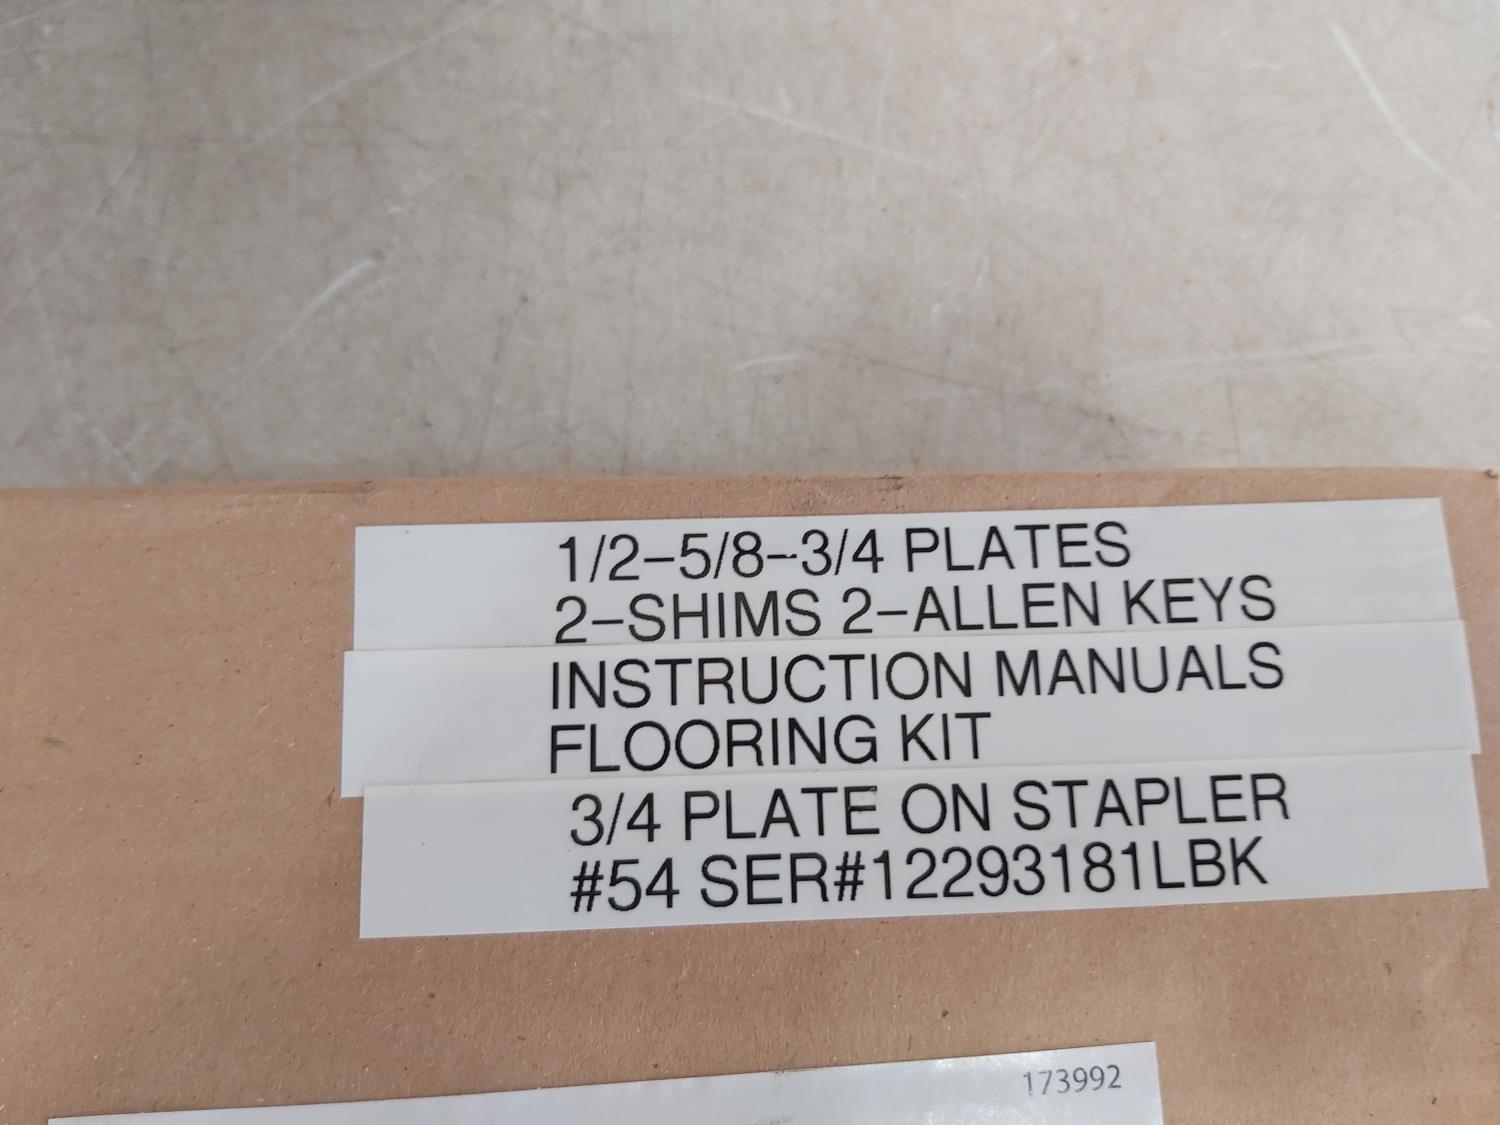 1/2-5/8-3/4 PLATES
2-SHIMS 2-ALLEN KEYS
INSTRUCTION MANUALS
FLOORING KIT
3/4 PLATE ON STAPLER
#54 SER#12293181LBK
173992